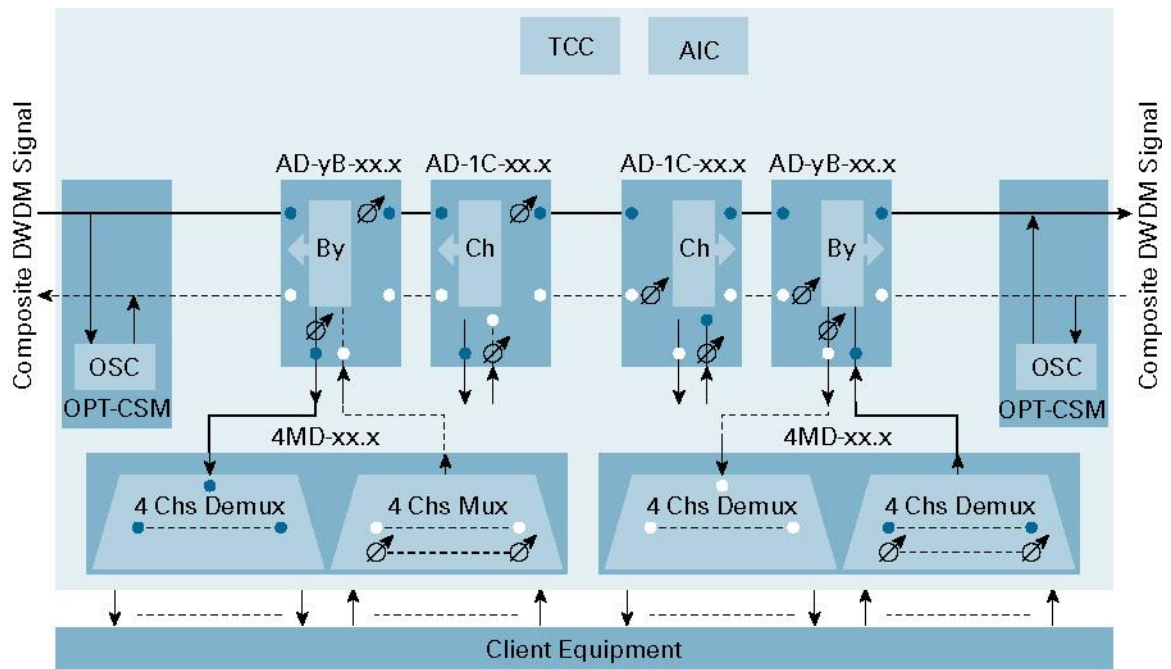 TCC
AIC
Composite DWDM Signal
Composite DWDM Signal
AD-yB-xx.x
AD-1C-xx.x
AD-1C-xx.x
AD-yB-xx.x
By
Ch
Ch
By
OSC
OSC
OPT-CSM
OPT-CSM
4MD-xx.x
4MD-xx.x
4 Chs Demux
4 Chs Mux
4 Chs Demux
4 Chs Demux
Client Equipment